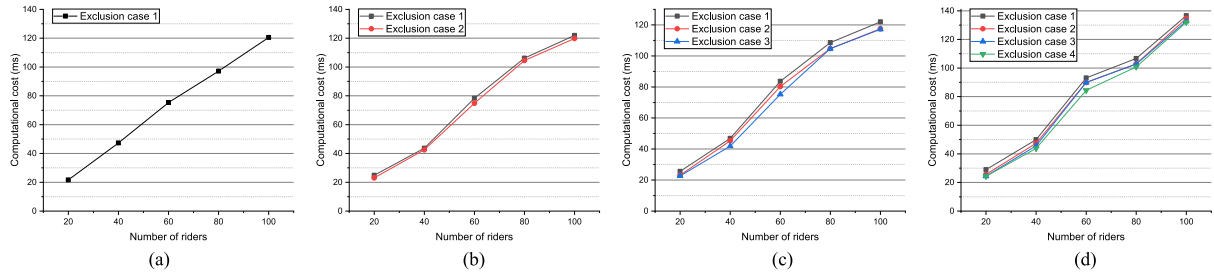 Exclusion case 1
Computational cost (ms)
140
120
100
80
60
40
20
0
20 40 60 80 100
Number of riders
(a)
Exclusion case 1
Exclusion case 2
Computational cost (ms)
140
120
100
80
60
40
20
0
20 40 60 80 100
Number of riders
(b)
Exclusion case 1
Exclusion case 2
Exclusion case 3
Computational cost (ms)
120
100
80
60
40
20
0
20 40 60 80 100
Number of riders
(c)
Exclusion case 1
Exclusion case 2
Exclusion case 3
Exclusion case 4
Computational cost (ms)
140
120
100
80
60
40
20
0
20 40 60 80 100
Number of riders
(d)